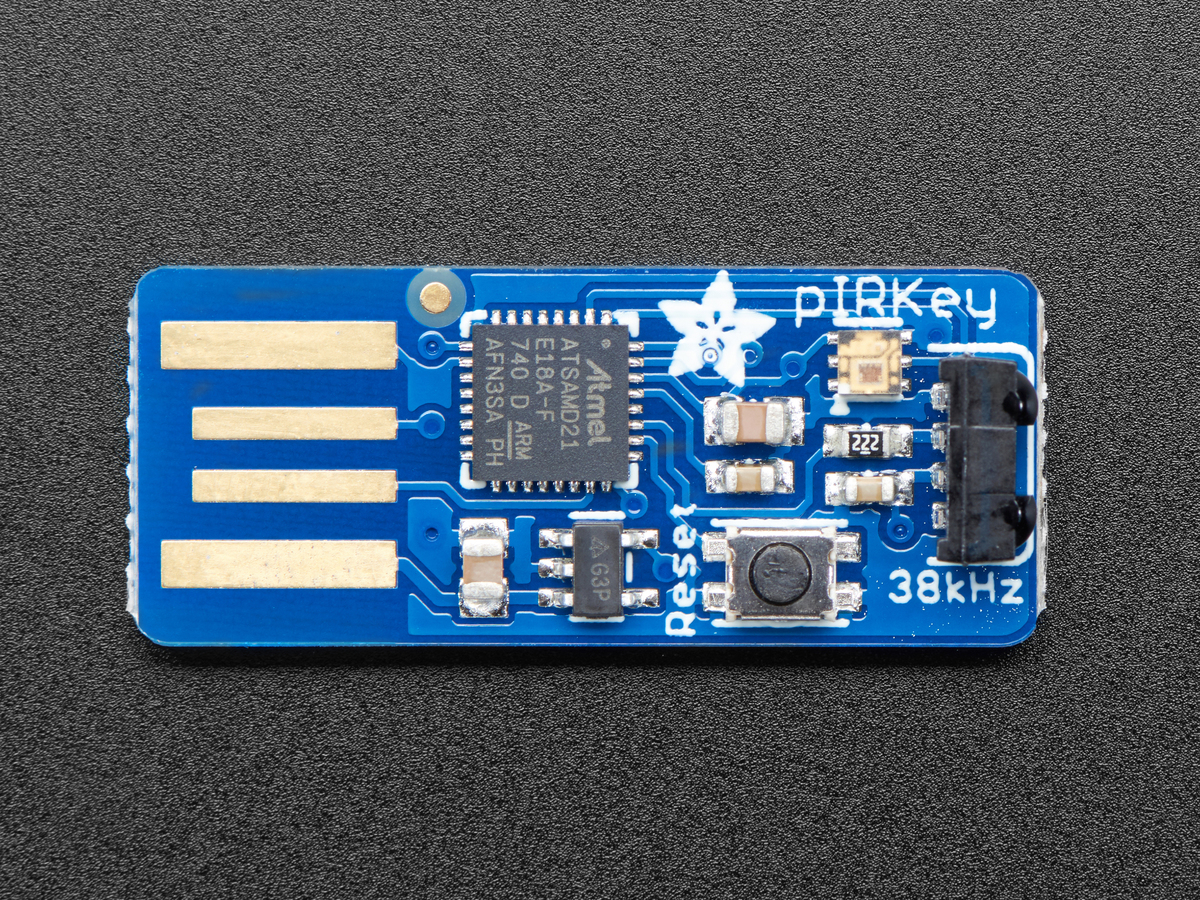 pIRKey
Atmel®
ATSAMD21
E18A-F
740 D ARM
AFN3SA PH
222
G3P
Reset
38kHz